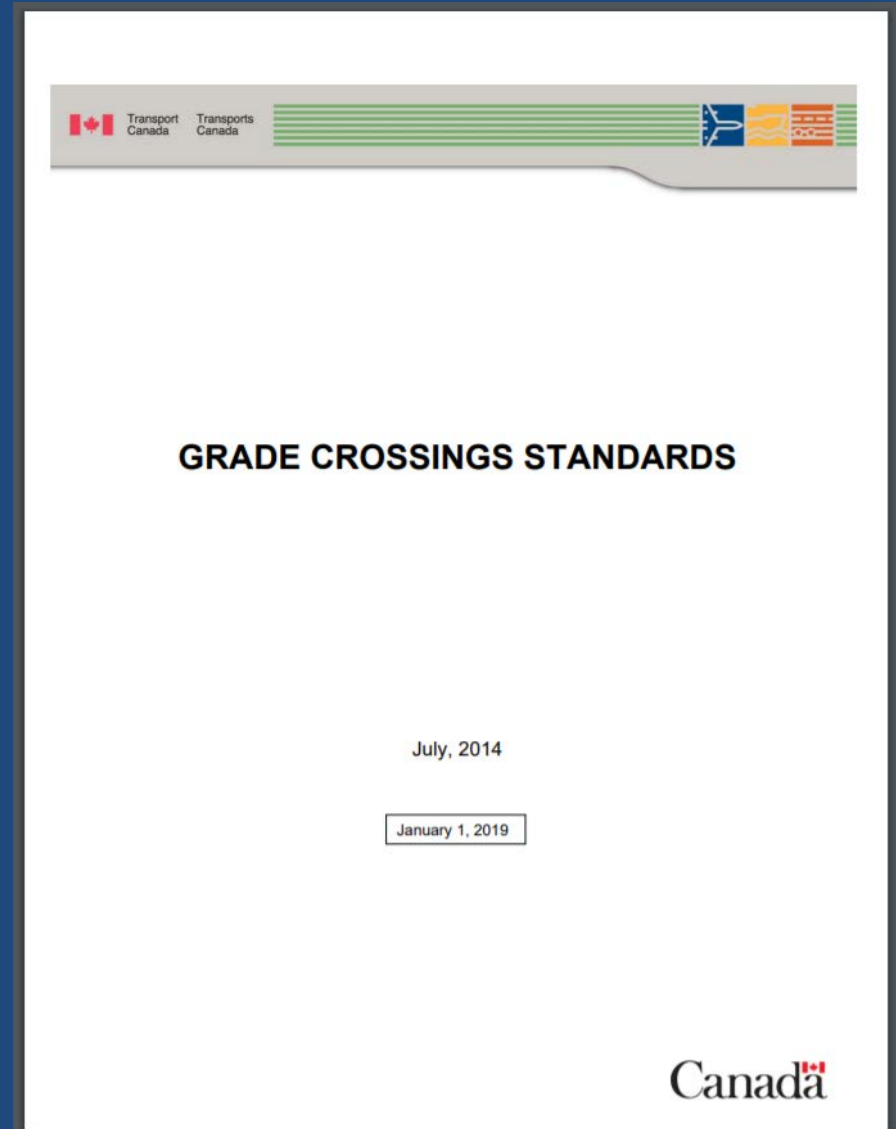 Transport Canada
Transports Canada
GRADE CROSSINGS STANDARDS
July, 2014
January 1, 2019
Canada